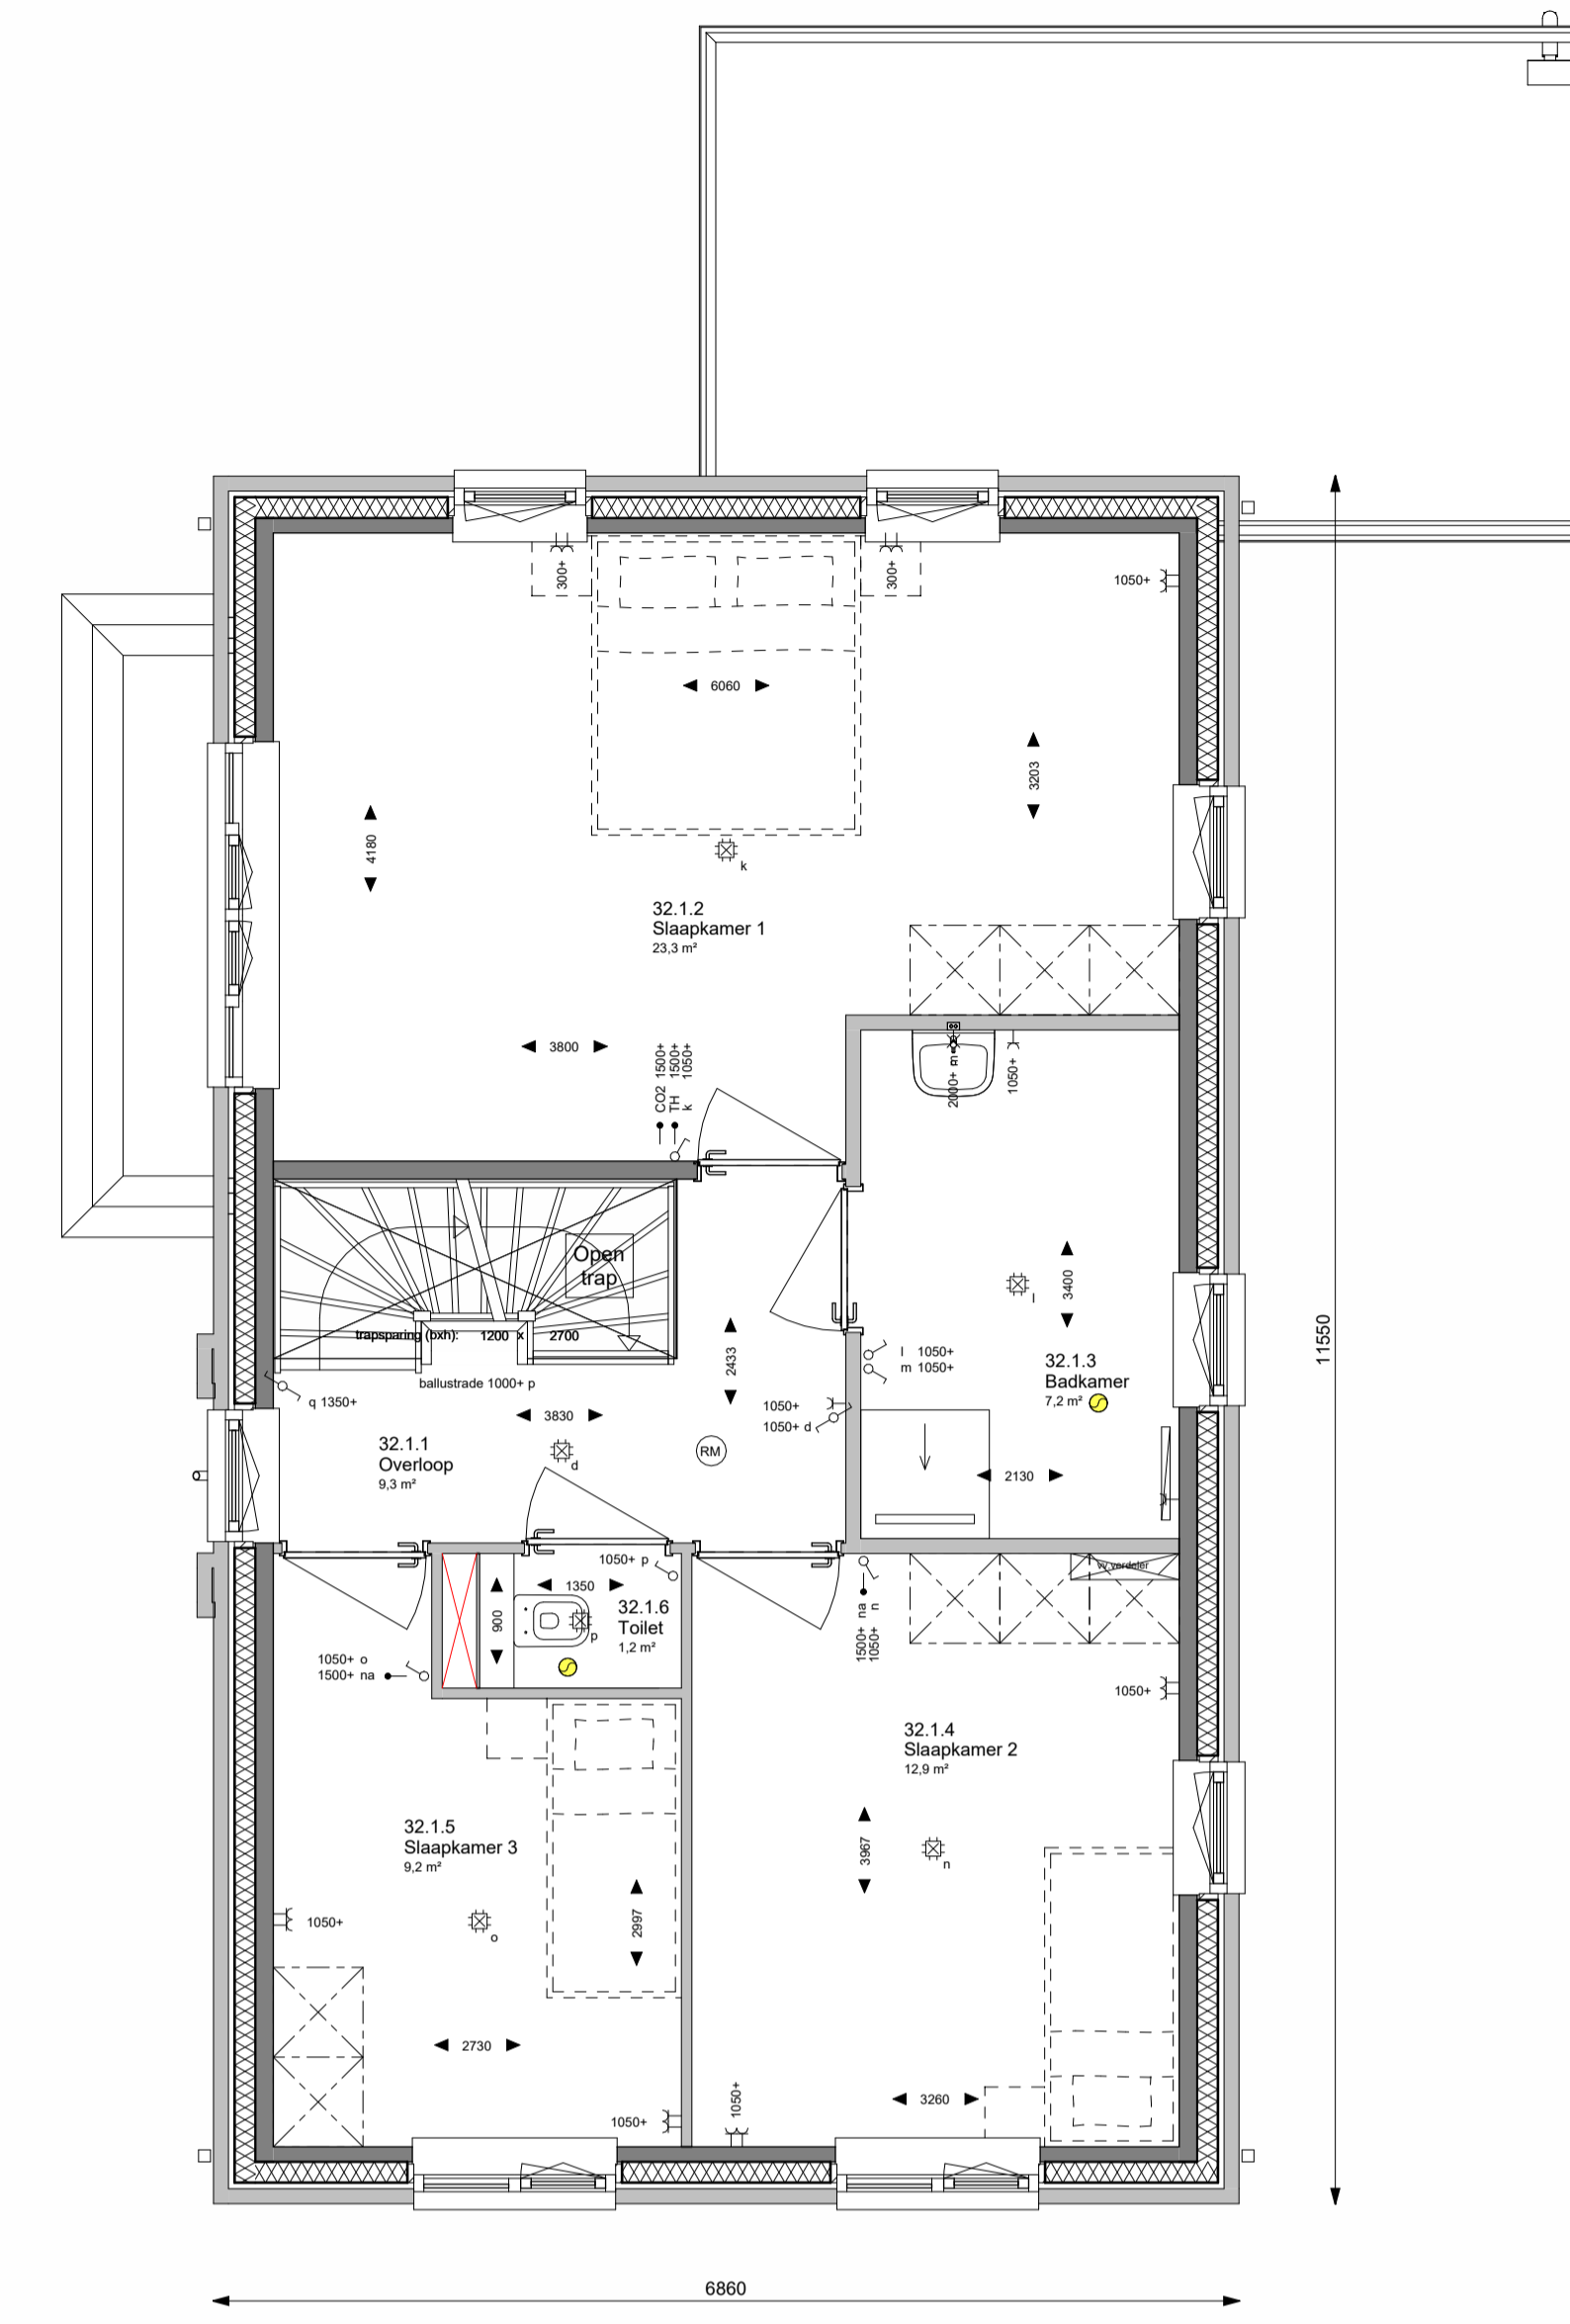 300+
300+
1050+
6060
3203
4180
k
32.1.2
Slaapkamer 1
23,3 m²
3800
CO2 1500+
TH 1500+
k 1050+
2000+ m
1050+
Open
trap
trapsparing (bxh): 1200 x 2700
ballustrade 1000+ p
q 1350+
2433
3400
l
l 1050+
m 1050+
32.1.3
Badkamer
7,2 m²
1050+
1050+ d
3830
32.1.1
Overloop
9,3 m²
d
RM
2130
11550
vv verdeler
1050+ p
1350
900
32.1.6
Toilet
1,2 m²
p
1500+ na
1050+ n
1050+ o
1500+ na
1050+
32.1.4
Slaapkamer 2
12,9 m²
32.1.5
Slaapkamer 3
9,2 m²
3967
n
1050+
o
2997
2730
3260
1050+
1050+
6860